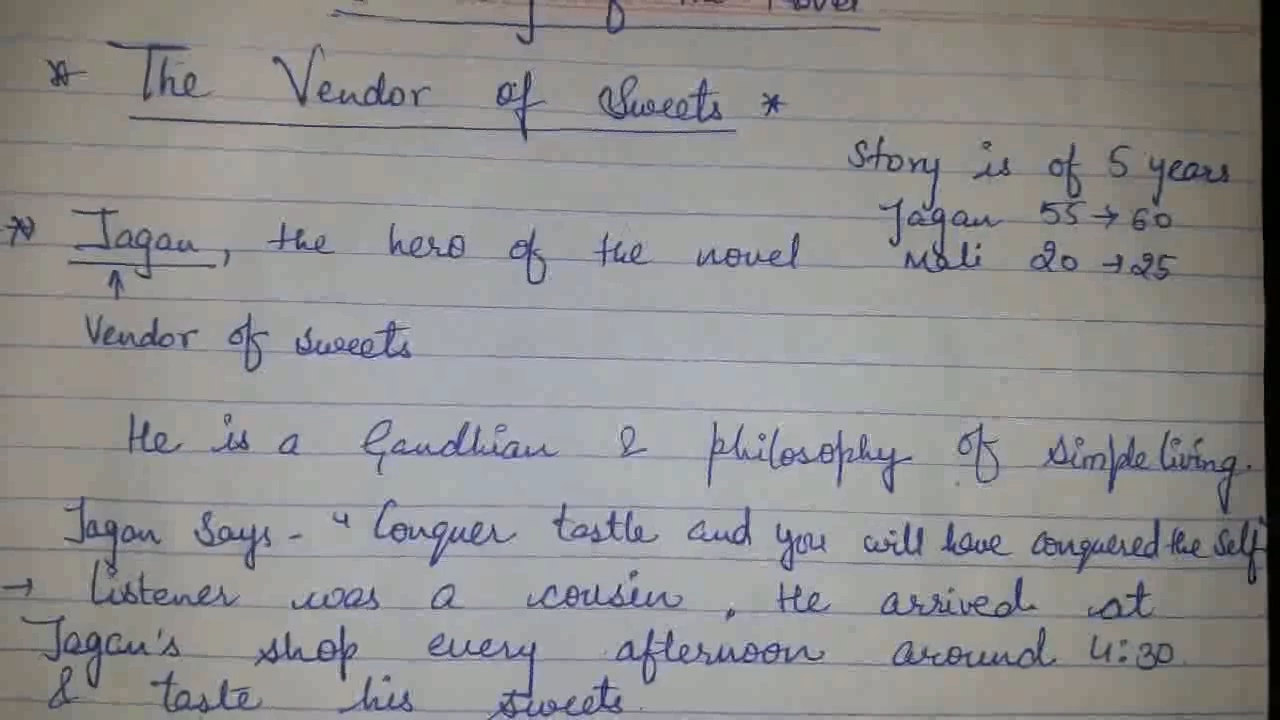 the Novel
* The Vendor of Sweets *
Story is of 5 years
Jagan 55 → 60
Mali 20 → 25
* Jagan, the hero of the novel
↑
Vendor of sweets
He is a Gandhian & philosophy of simple living.
Jagan Says - " Conquer tastle and you will have conquered the self
→ listener was a cousin, He arrived at
Jagan's shop every afternoon around 4:30
& taste his sweets.